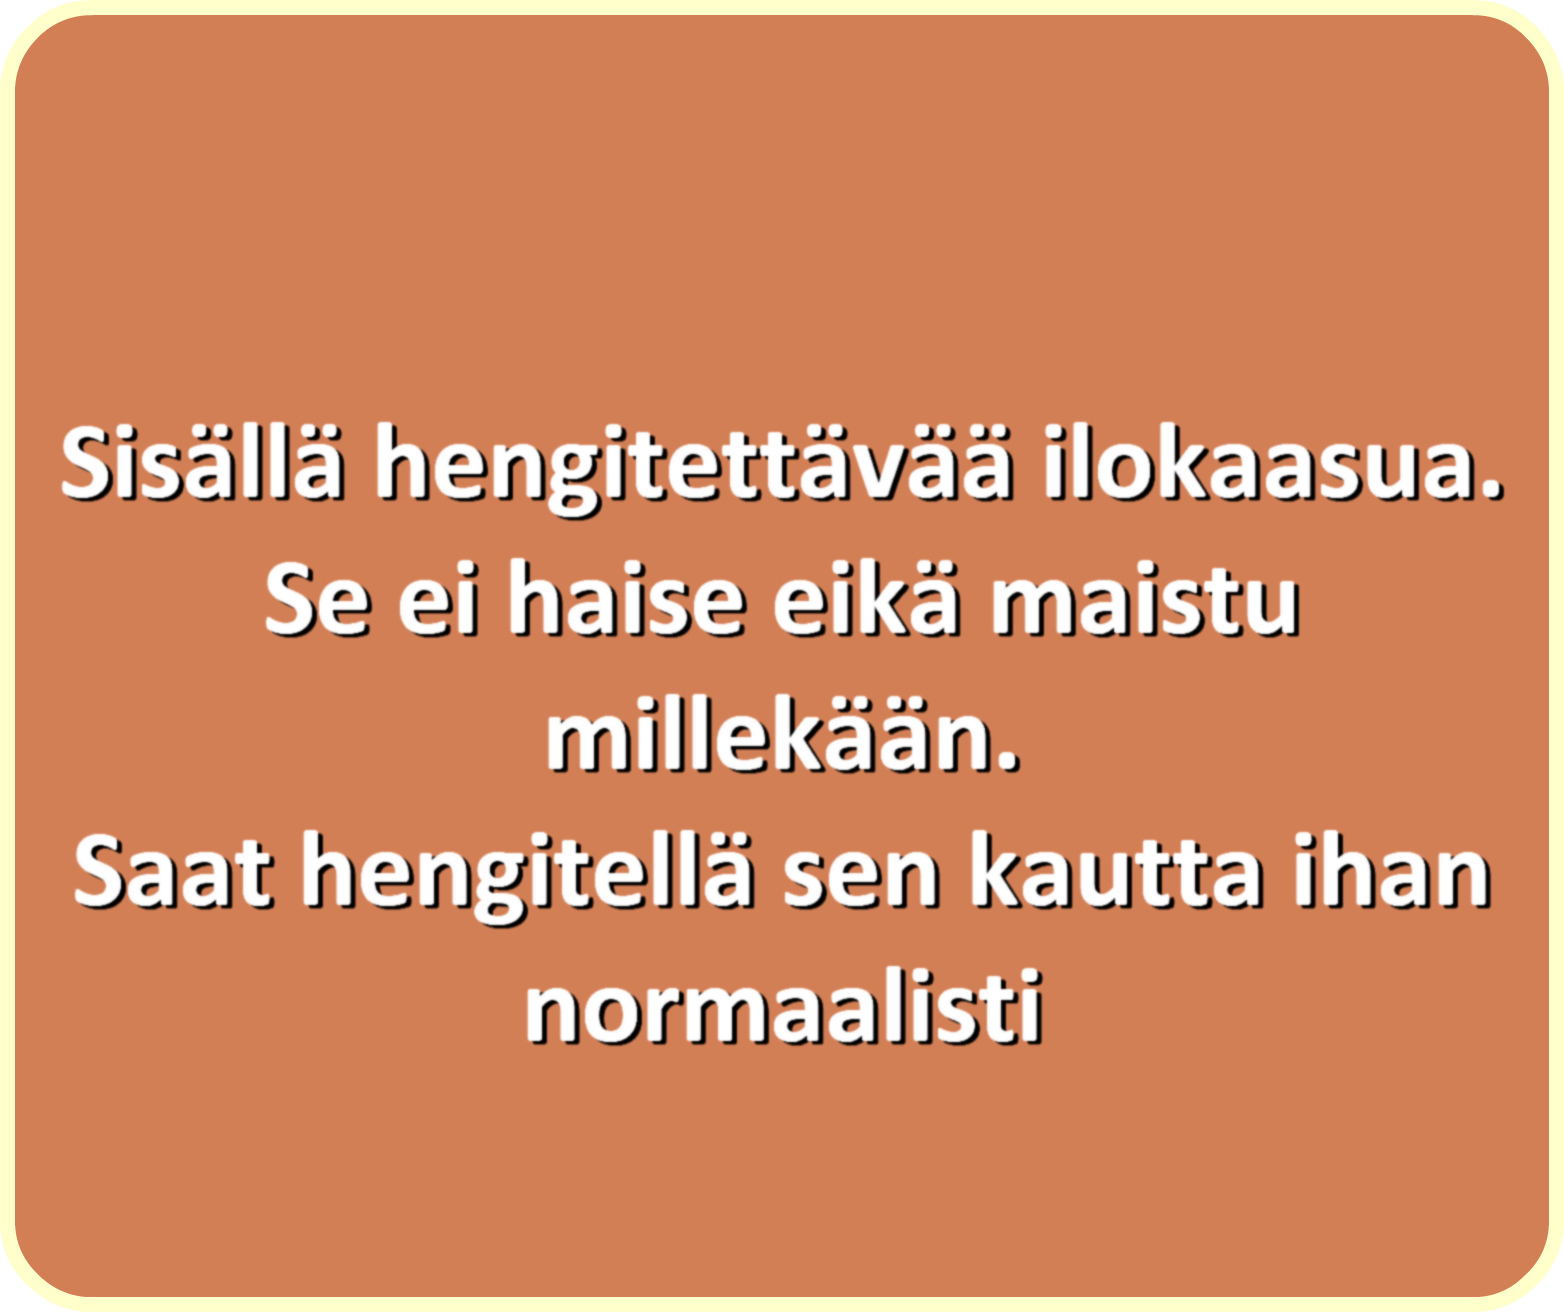 Sisällä hengitettävää ilokaasua.
Se ei haise eikä maistu
millekään.
Saat hengitellä sen kautta ihan
normaalisti